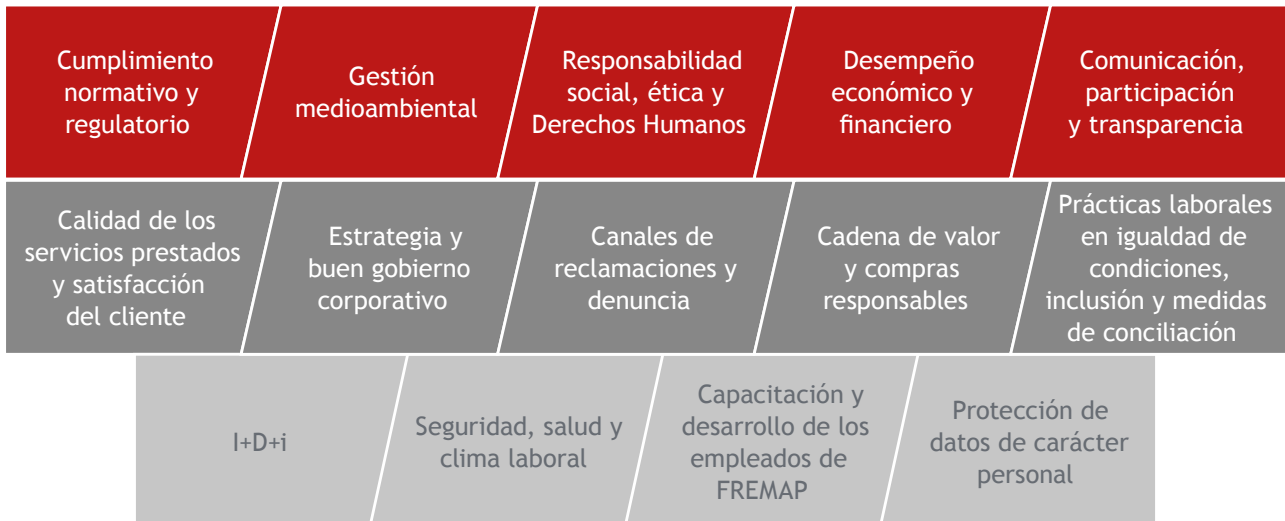 Cumplimiento
normativo y
regulatorio
Gestión
medioambiental
Responsabilidad
social, ética y
Derechos Humanos
Desempeño
económico y
financiero
Comunicación,
participación
y transparencia
Calidad de los
servicios prestados
y satisfacción
del cliente
Estrategia y
buen gobierno
corporativo
Canales de
reclamaciones y
denuncia
Cadena de valor
y compras
responsables
Prácticas laborales
en igualdad de
condiciones,
inclusión y medidas
de conciliación
I+D+i
Seguridad, salud y
clima laboral
Capacitación y
desarrollo de los
empleados de
FREMAP
Protección de
datos de carácter
personal